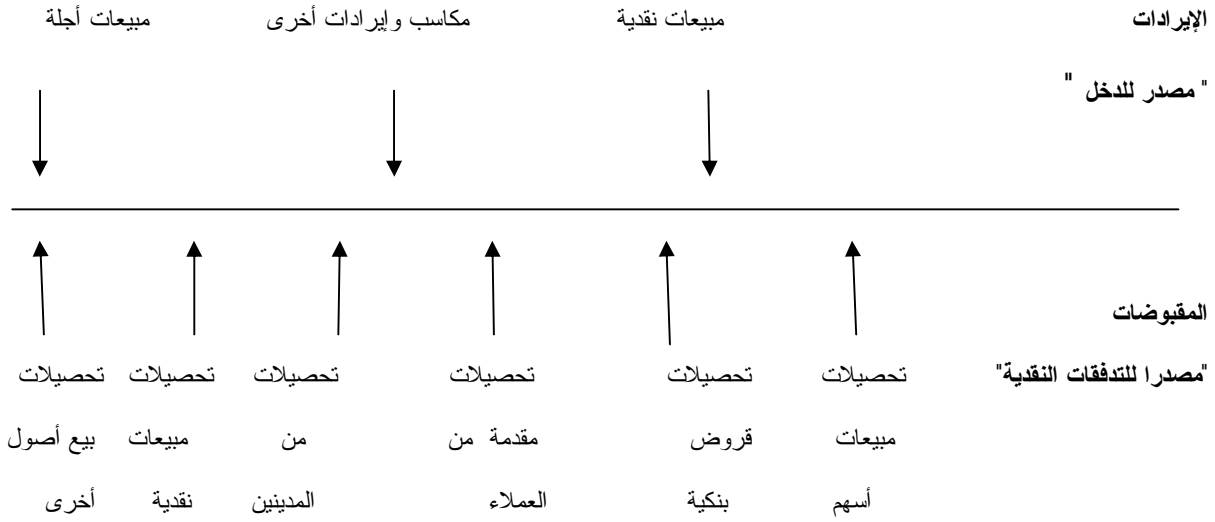 الإيرادات مبيعات نقدية مكاسب وإيرادات أخرى مبيعات أجلة
" مصدر للدخل "
المقبوضات
"مصدرا للتدفقات النقدية" تحصيلات تحصيلات تحصيلات تحصيلات تحصيلات تحصيلات
مبيعات قروض مقدمة من من مبيعات بيع أصول
أسهم بنكية العملاء المدينين نقدية أخرى